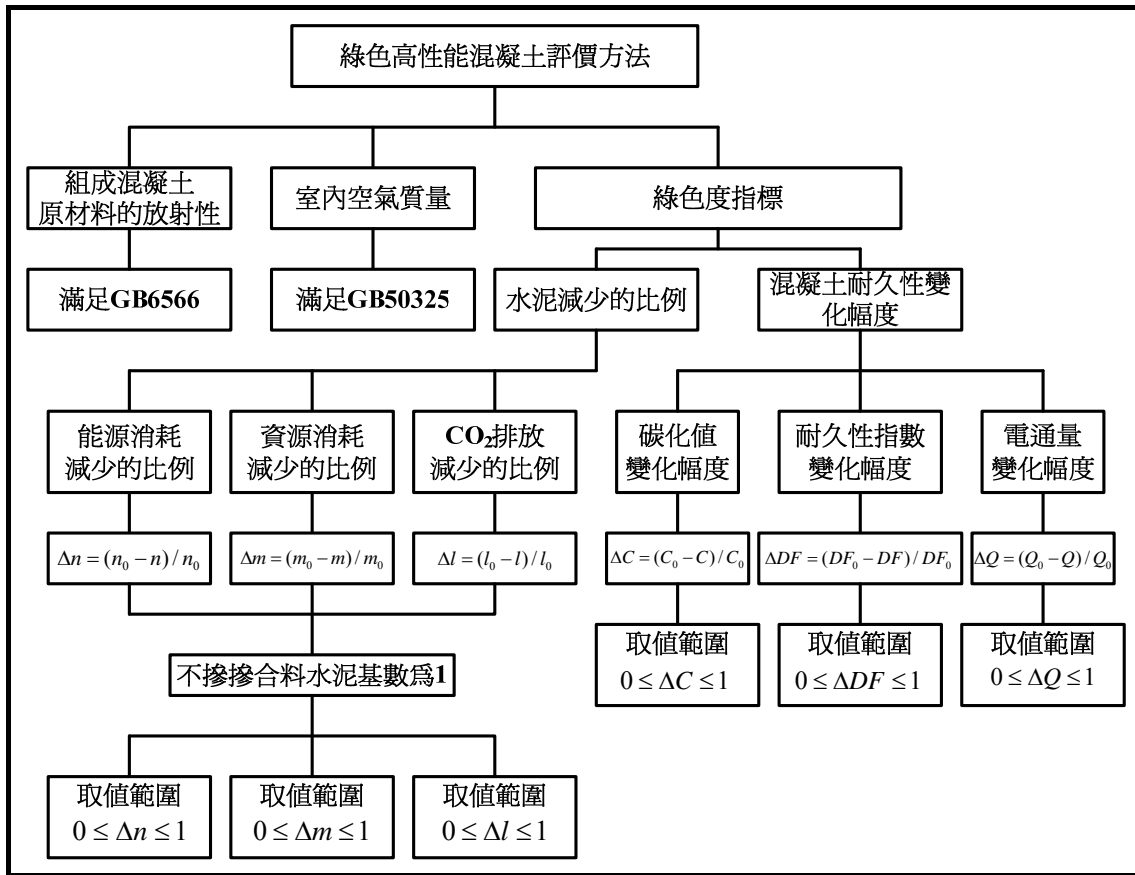 綠色高性能混凝土評價方法
組成混凝土
原材料的放射性
室內空氣質量
綠色度指標
滿足GB6566
滿足GB50325
水泥減少的比例
混凝土耐久性變
化幅度
能源消耗
減少的比例
資源消耗
減少的比例
CO₂排放
減少的比例
碳化值
變化幅度
耐久性指數
變化幅度
電通量
變化幅度
Δn = (n₀ − n) / n₀
Δm = (m₀ − m) / m₀
Δl = (l₀ − l) / l₀
ΔC = (C₀ − C) / C₀
ΔDF = (DF₀ − DF) / DF₀
ΔQ = (Q₀ − Q) / Q₀
不摻摻合料水泥基數爲1
取值範圍
0 ≤ ΔC ≤ 1
取值範圍
0 ≤ ΔDF ≤ 1
取值範圍
0 ≤ ΔQ ≤ 1
取值範圍
0 ≤ Δn ≤ 1
取值範圍
0 ≤ Δm ≤ 1
取值範圍
0 ≤ Δl ≤ 1